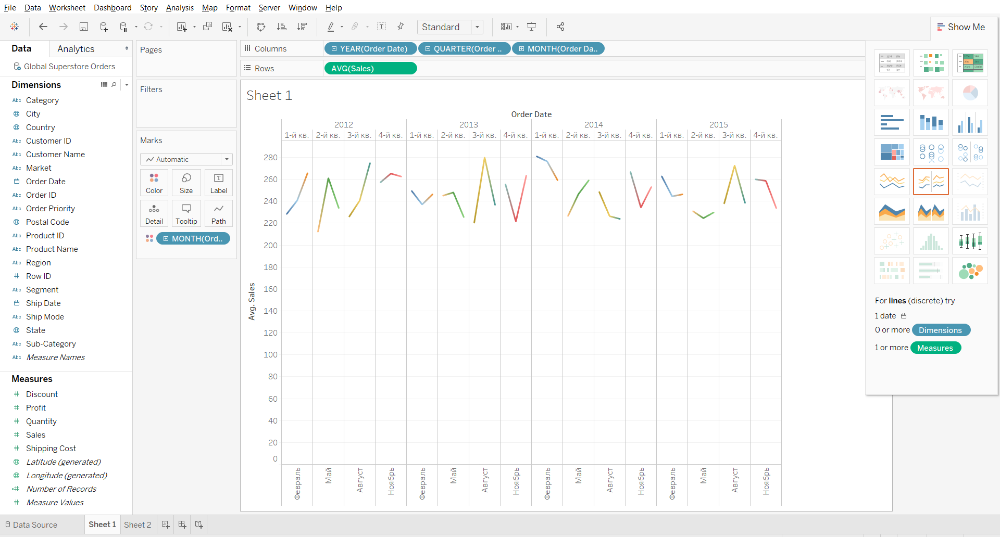 File Data Worksheet Dashboard Story Analysis Map Format Server Window Help
Standard
Show Me
Data Analytics
Global Superstore Orders
Dimensions
Category
City
Country
Customer ID
Customer Name
Market
Order Date
Order ID
Order Priority
Postal Code
Product ID
Product Name
Region
Row ID
Segment
Ship Date
Ship Mode
State
Sub-Category
Measure Names
Measures
Discount
Profit
Quantity
Sales
Shipping Cost
Latitude (generated)
Longitude (generated)
Number of Records
Measure Values
Pages
Filters
Marks
Automatic
Color Size Label
Detail Tooltip Path
MONTH(Ord..
Columns YEAR(Order Date) QUARTER(Order .. MONTH(Order Da..
Rows AVG(Sales)
Sheet 1
Order Date
2012 2013 2014 2015
1-й кв. 2-й кв. 3-й кв. 4-й кв. 1-й кв. 2-й кв. 3-й кв. 4-й кв. 1-й кв. 2-й кв. 3-й кв. 4-й кв. 1-й кв. 2-й кв. 3-й кв. 4-й кв.
280
260
240
220
200
180
160
140
120
100
80
60
40
20
0
Avg. Sales
Февраль Май Август Ноябрь Февраль Май Август Ноябрь Февраль Май Август Ноябрь Февраль Май Август Ноябрь
For lines (discrete) try
1 date
0 or more Dimensions
1 or more Measures
Data Source Sheet 1 Sheet 2